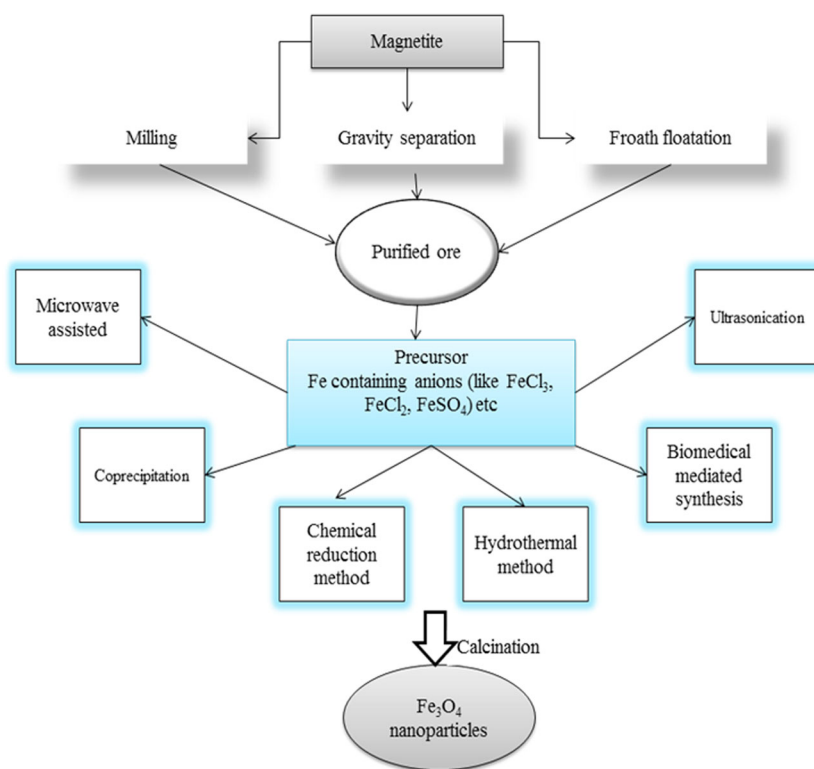 Magnetite
Milling
Gravity separation
Froath floatation
Purified ore
Microwave
assisted
Ultrasonication
Precursor
Fe containing anions (like FeCl₃,
FeCl₂, FeSO₄) etc
Coprecipitation
Biomedical
mediated
synthesis
Chemical
reduction
method
Hydrothermal
method
Calcination
Fe₃O₄
nanoparticles